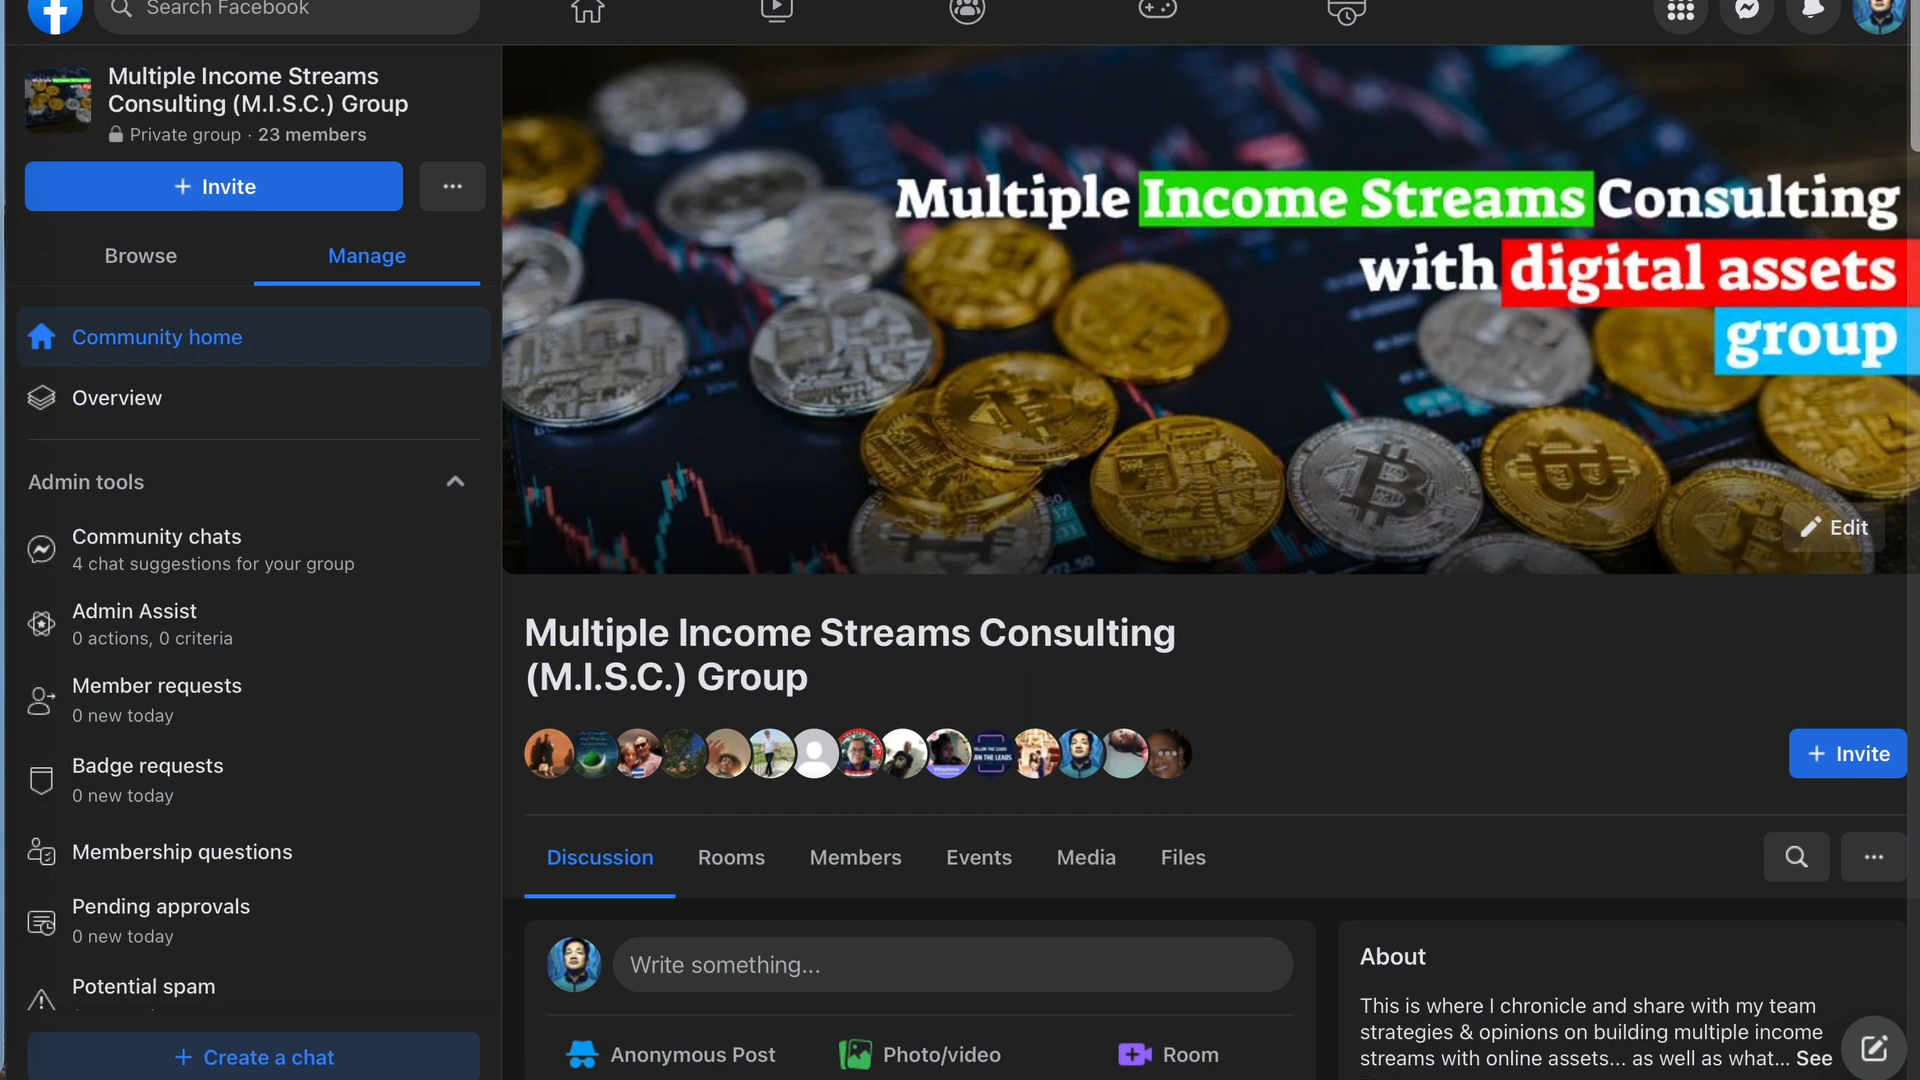 Search Facebook
Multiple Income Streams
Consulting (M.I.S.C.) Group
Private group · 23 members
+ Invite
Browse
Manage
Community home
Overview
Admin tools
Community chats
4 chat suggestions for your group
Admin Assist
0 actions, 0 criteria
Member requests
0 new today
Badge requests
0 new today
Membership questions
Pending approvals
0 new today
Potential spam
+ Create a chat
Multiple Income Streams Consulting
with digital assets
group
Edit
Multiple Income Streams Consulting
(M.I.S.C.) Group
+ Invite
Discussion
Rooms
Members
Events
Media
Files
Write something...
Anonymous Post
Photo/video
Room
About
This is where I chronicle and share with my team
strategies & opinions on building multiple income
streams with online assets... as well as what... See